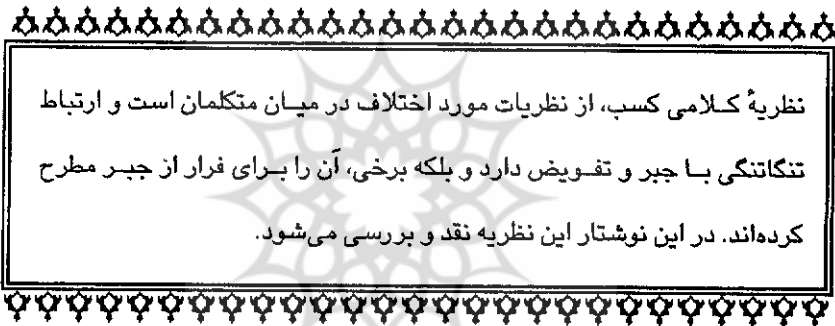 نظریهٔ کلامی کسب، از نظریات مورد اختلاف در میان متکلمان است و ارتباط
تنگاتنگی با جبر و تفویض دارد و بلکه برخی، آن را برای فرار از جبر مطرح
کرده‌اند. در این نوشتار این نظریه نقد و بررسی می‌شود.